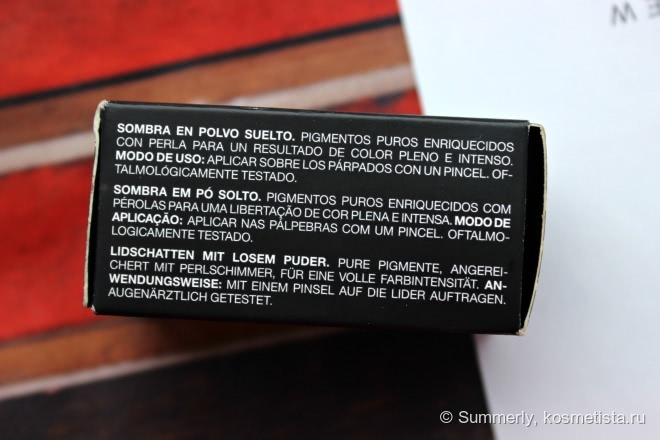 W E
SOMBRA EN POLVO SUELTO. PIGMENTOS PUROS ENRIQUECIDOS
CON PERLA PARA UN RESULTADO DE COLOR PLENO E INTENSO.
MODO DE USO: APLICAR SOBRE LOS PÁRPADOS CON UN PINCEL. OF-
TALMOLÓGICAMENTE TESTADO.
SOMBRA EM PÓ SOLTO. PIGMENTOS PUROS ENRIQUECIDOS COM
PÉROLAS PARA UMA LIBERTAÇÃO DE COR PLENA E INTENSA. MODO DE
APLICAÇÃO: APLICAR NAS PÁLPEBRAS COM UM PINCEL. OFTALMO-
LOGICAMENTE TESTADO.
LIDSCHATTEN MIT LOSEM PUDER. PURE PIGMENTE, ANGEREI-
CHERT MIT PERLSCHIMMER, FÜR EINE VOLLE FARBINTENSITÄT. AN-
WENDUNGSWEISE: MIT EINEM PINSEL AUF DIE LIDER AUFTRAGEN.
AUGENÄRZTLICH GETESTET.
© Summerly, kosmetista.ru